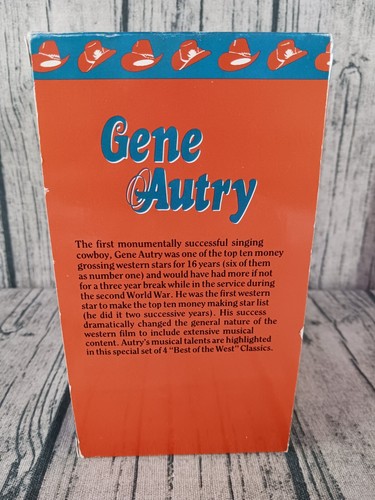 Gene
Autry
The first monumentally successful singing
cowboy, Gene Autry was one of the top ten money
grossing western stars for 16 years (six of them
as number one) and would have had more if not
for a three year break while in the service during
the second World War. He was the first western
star to make the top ten money making star list
(he did it two successive years). His success
dramatically changed the general nature of the
western film to include extensive musical
content. Autry's musical talents are highlighted
in this special set of 4 "Best of the West" Classics.